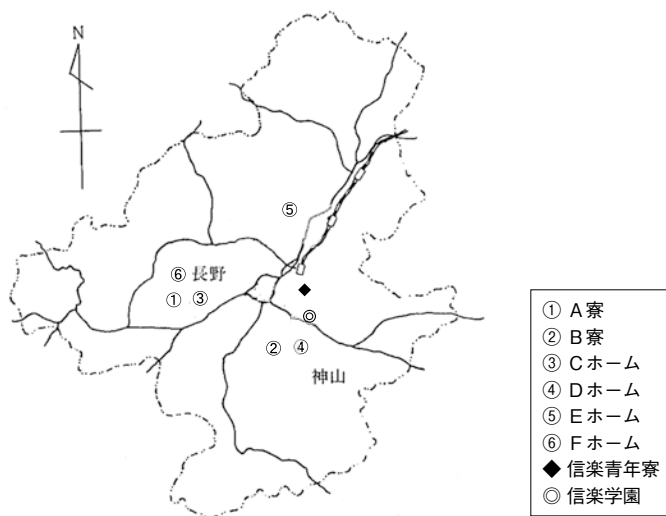 N
⑤
⑥ 長野
① ③
◆
◎
② ④
神山
① A寮
② B寮
③ Cホーム
④ Dホーム
⑤ Eホーム
⑥ Fホーム
◆ 信楽青年寮
◎ 信楽学園